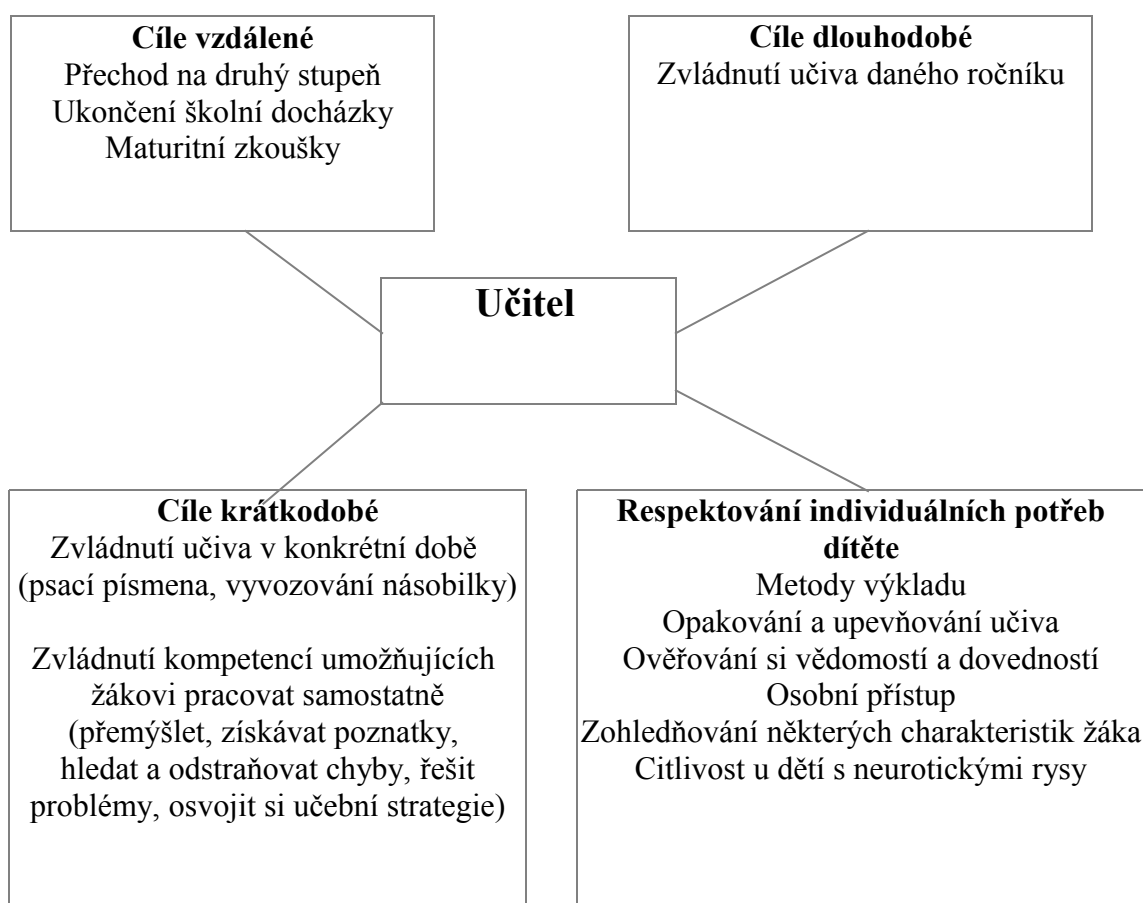 Cíle vzdálené
Přechod na druhý stupeň
Ukončení školní docházky
Maturitní zkoušky
Cíle dlouhodobé
Zvládnutí učiva daného ročníku
Učitel
Cíle krátkodobé
Zvládnutí učiva v konkrétní době
(psací písmena, vyvozování násobilky)
Zvládnutí kompetencí umožňujících
žákovi pracovat samostatně
(přemýšlet, získávat poznatky,
hledat a odstraňovat chyby, řešit
problémy, osvojit si učební strategie)
Respektování individuálních potřeb
dítěte
Metody výkladu
Opakování a upevňování učiva
Ověřování si vědomostí a dovedností
Osobní přístup
Zohledňování některých charakteristik žáka
Citlivost u dětí s neurotickými rysy